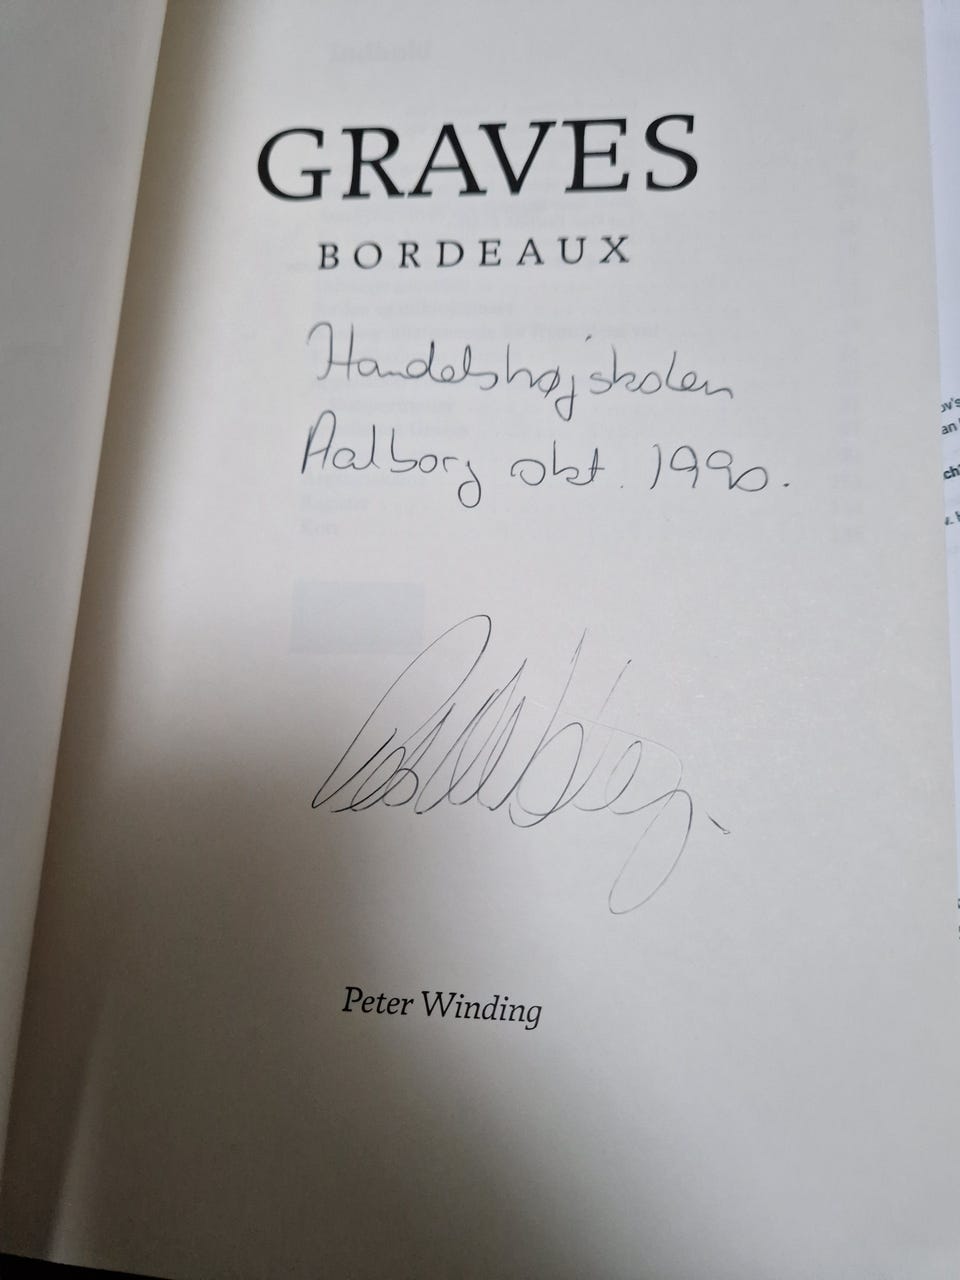 GRAVES
BORDEAUX
Handelshøjskolen
Aalborg okt. 1990.
Peter Winding